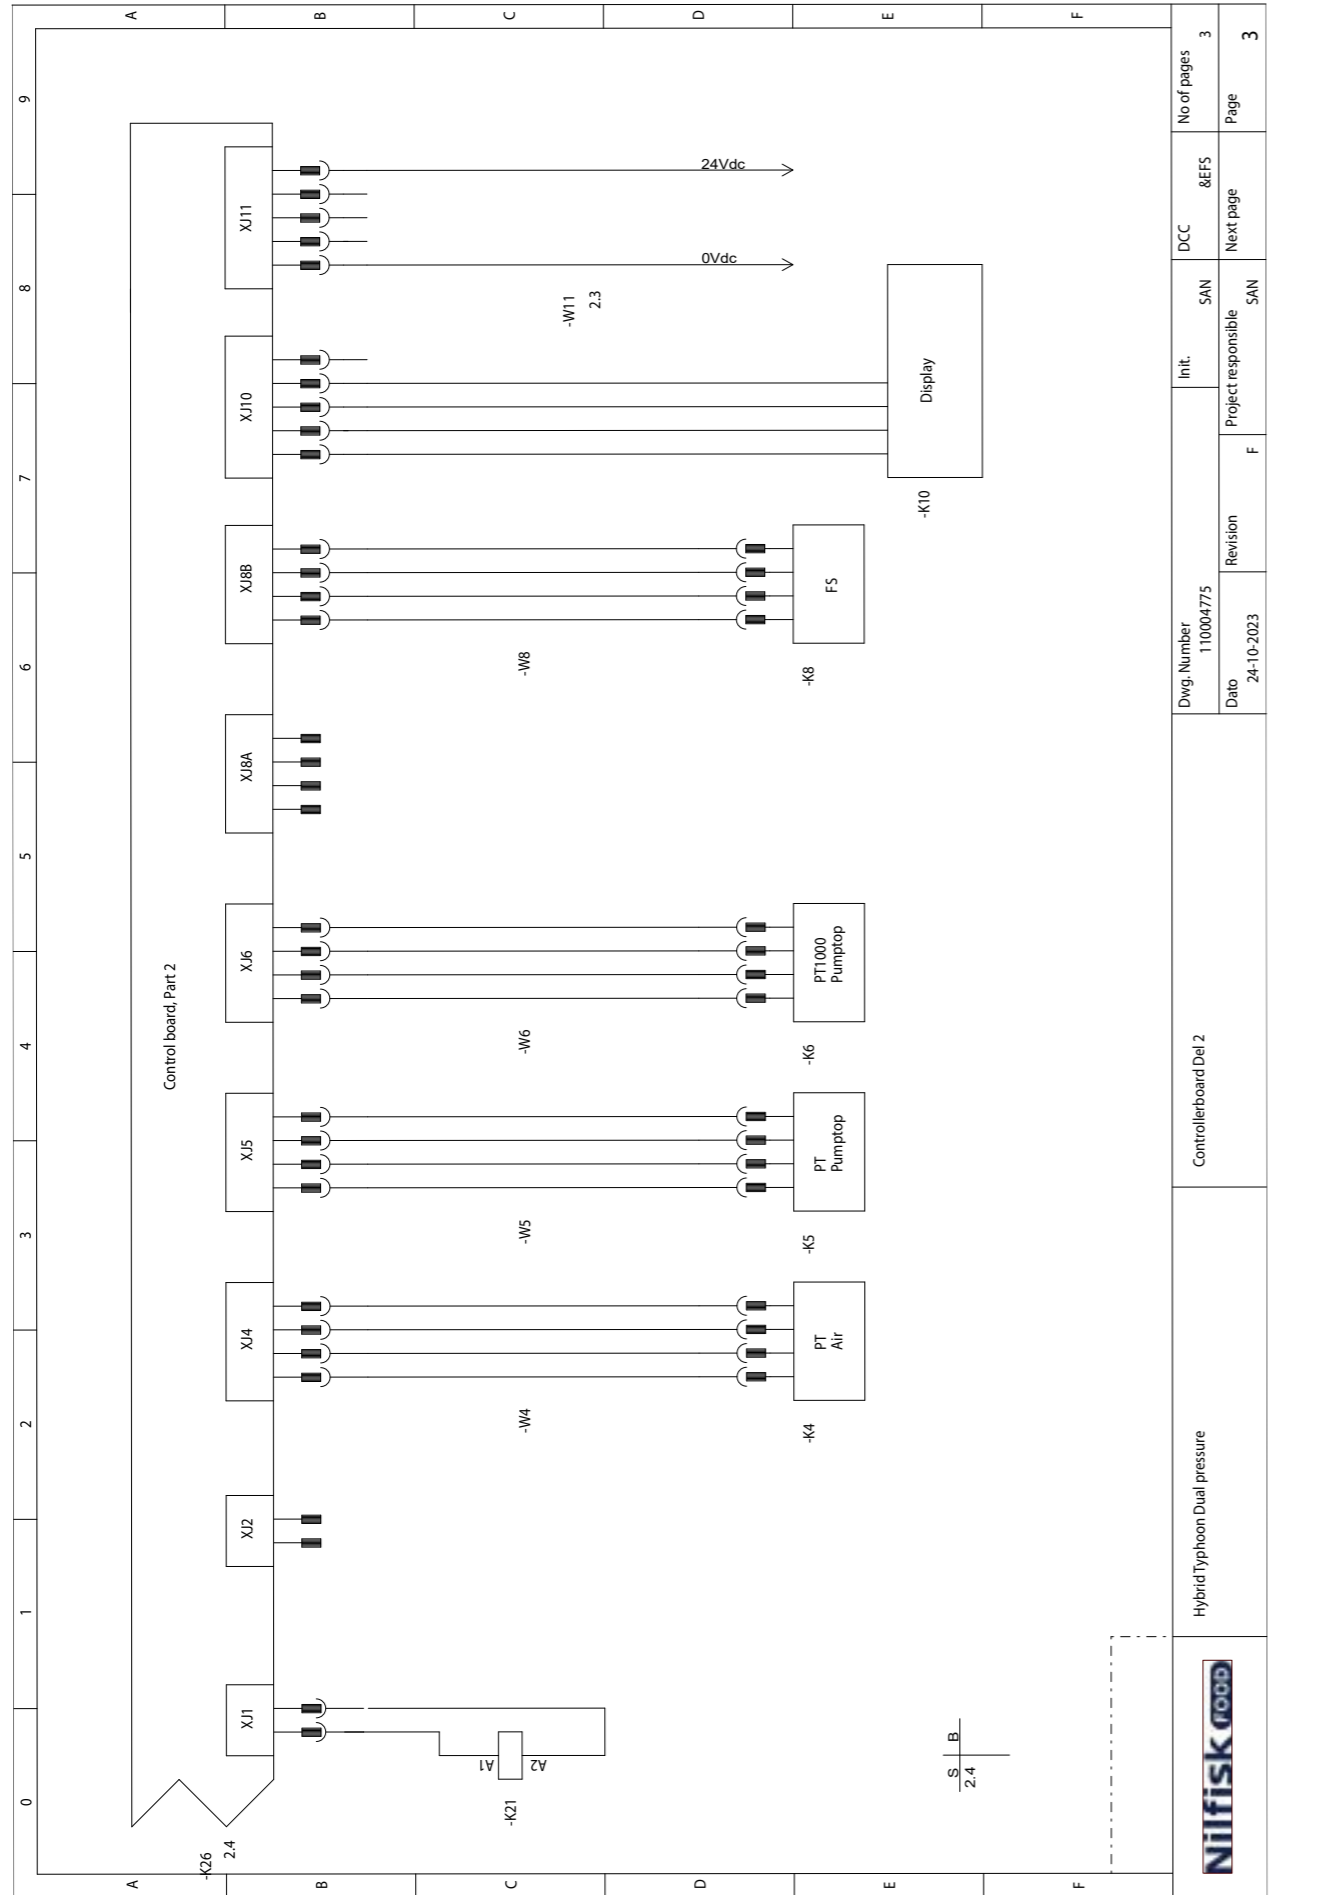 0
1
2
3
4
5
6
7
8
9
A
A
B
B
C
C
D
D
E
E
F
F
-K26
2.4
Control board, Part 2
XJ1
XJ2
XJ4
XJ5
XJ6
XJ8A
XJ8B
XJ10
XJ11
A1
A2
-K21
-W4
-W5
-W6
-W8
-W11
2.3
24Vdc
0Vdc
-K4
PT
Air
-K5
PT
Pumptop
-K6
PT1000
Pumptop
-K8
FS
-K10
Display
S B
2.4
Nilfisk FOOD
Hybrid Typhoon Dual pressure
Controllerboard Del 2
Dwg. Number
110004775
Init.
SAN
DCC
&EFS
No of pages
3
Dato
24-10-2023
Revision
F
Project responsible
SAN
Next page
Page
3